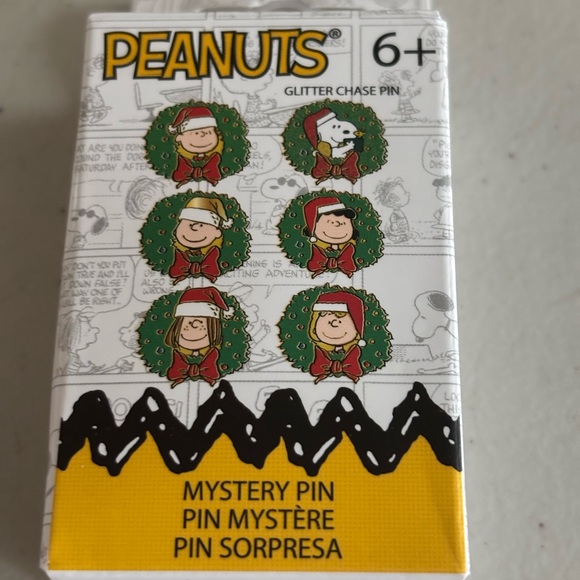 PEANUTS® 6+
GLITTER CHASE PIN
MYSTERY PIN
PIN MYSTÈRE
PIN SORPRESA